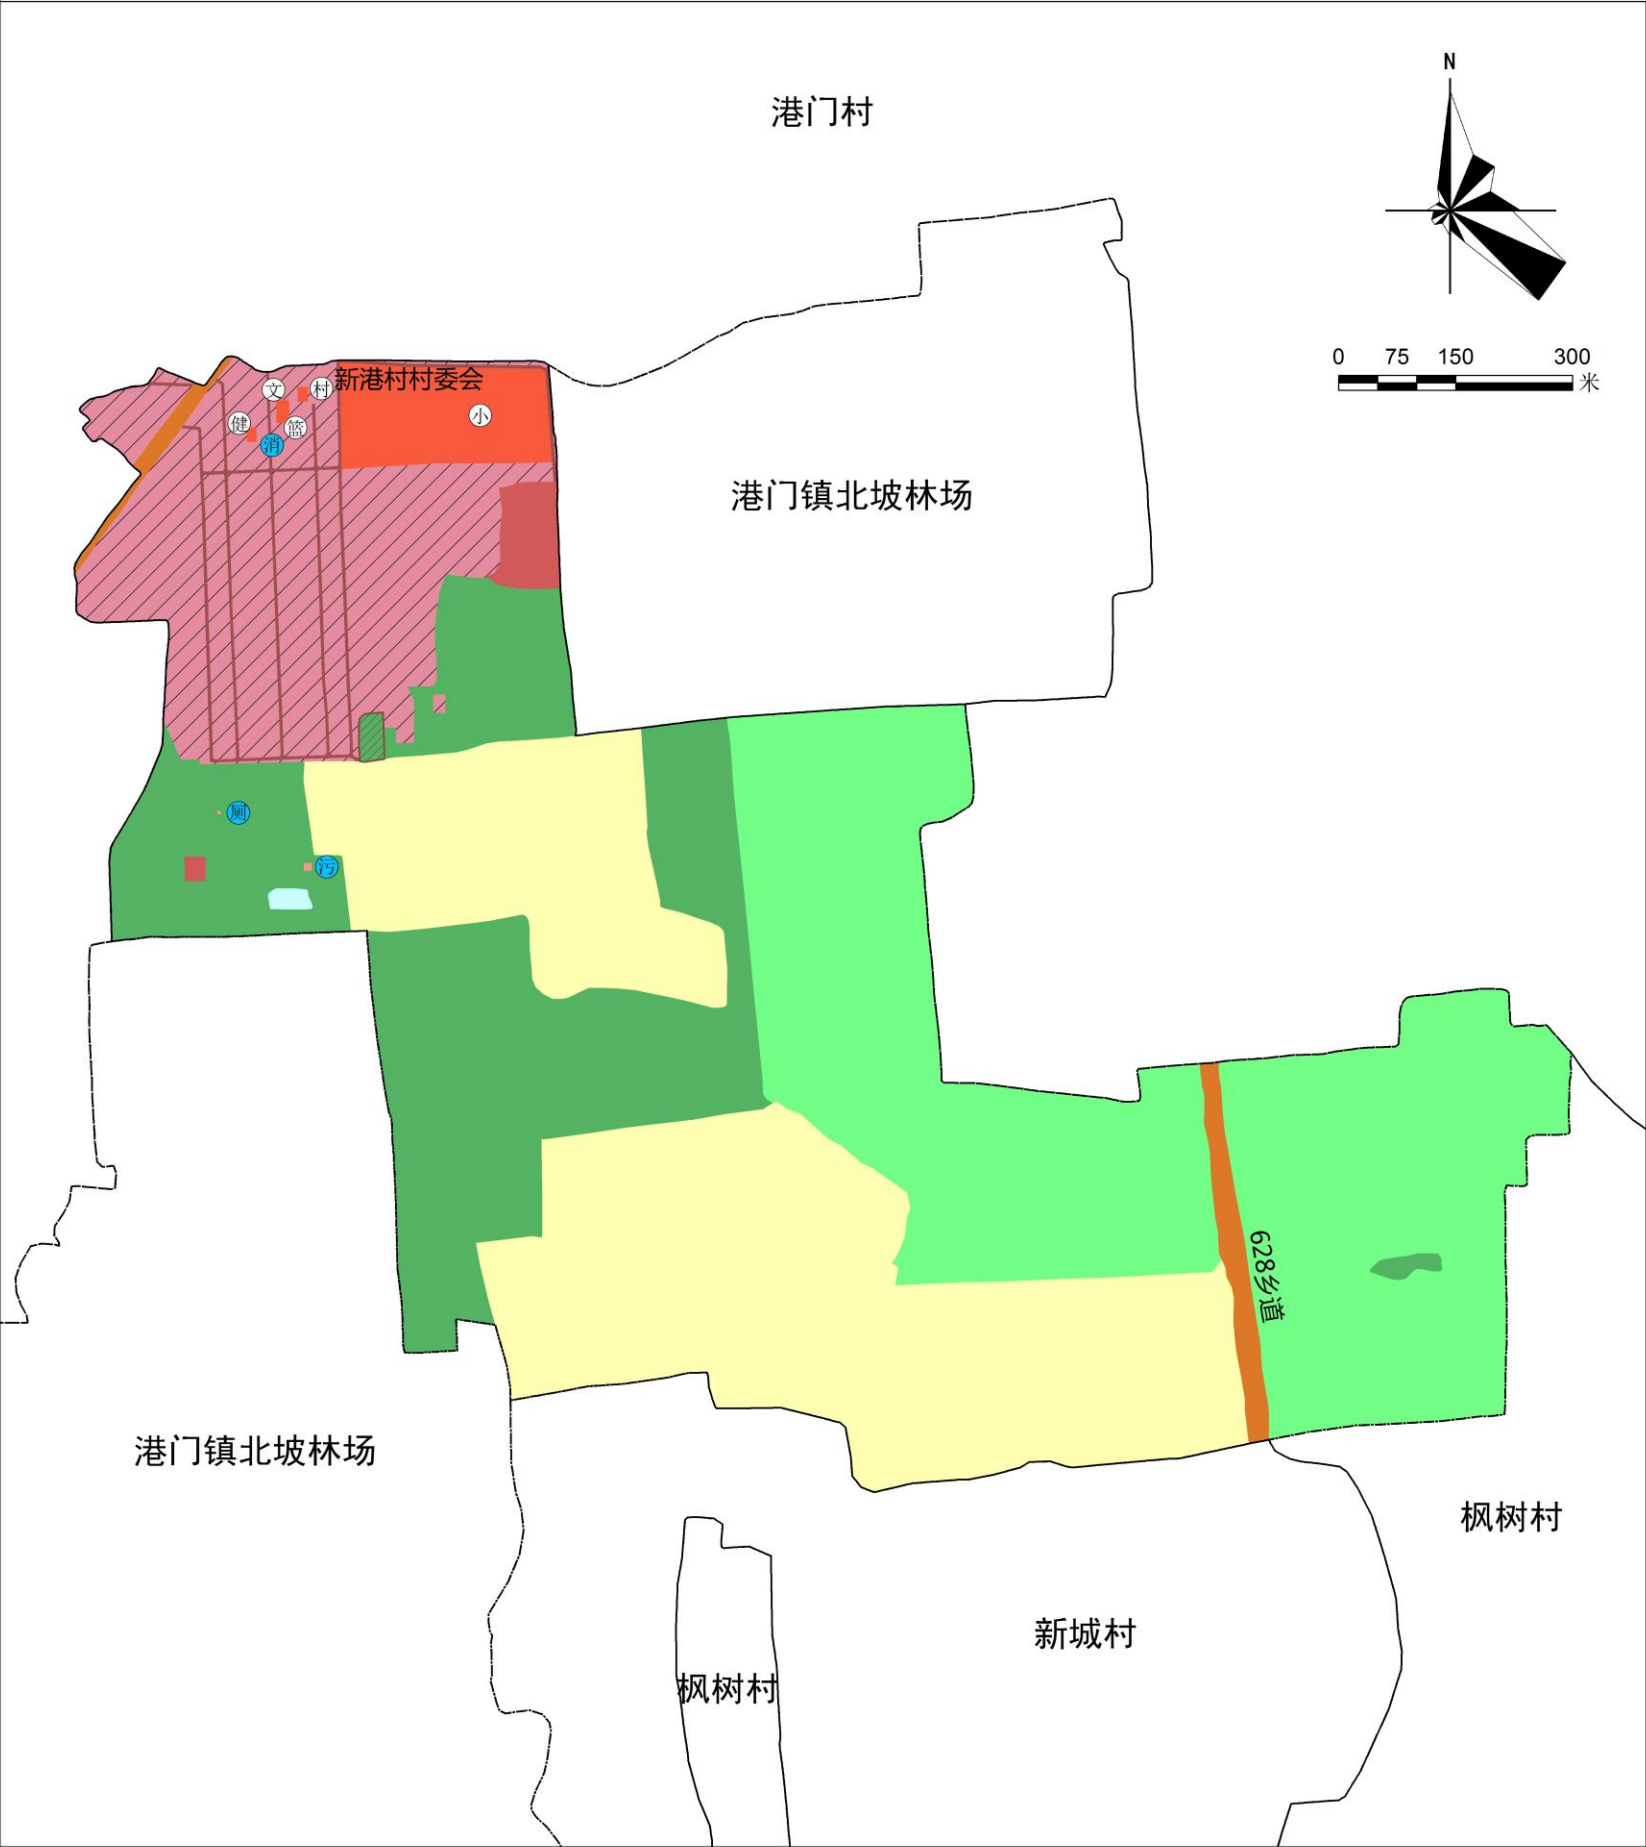 N
港门村
0 75 150 300 米
文 村 新港村村委会
小
健 篮
消
港门镇北坡林场
厕
污
628乡道
港门镇北坡林场
枫树村
新城村
枫树村